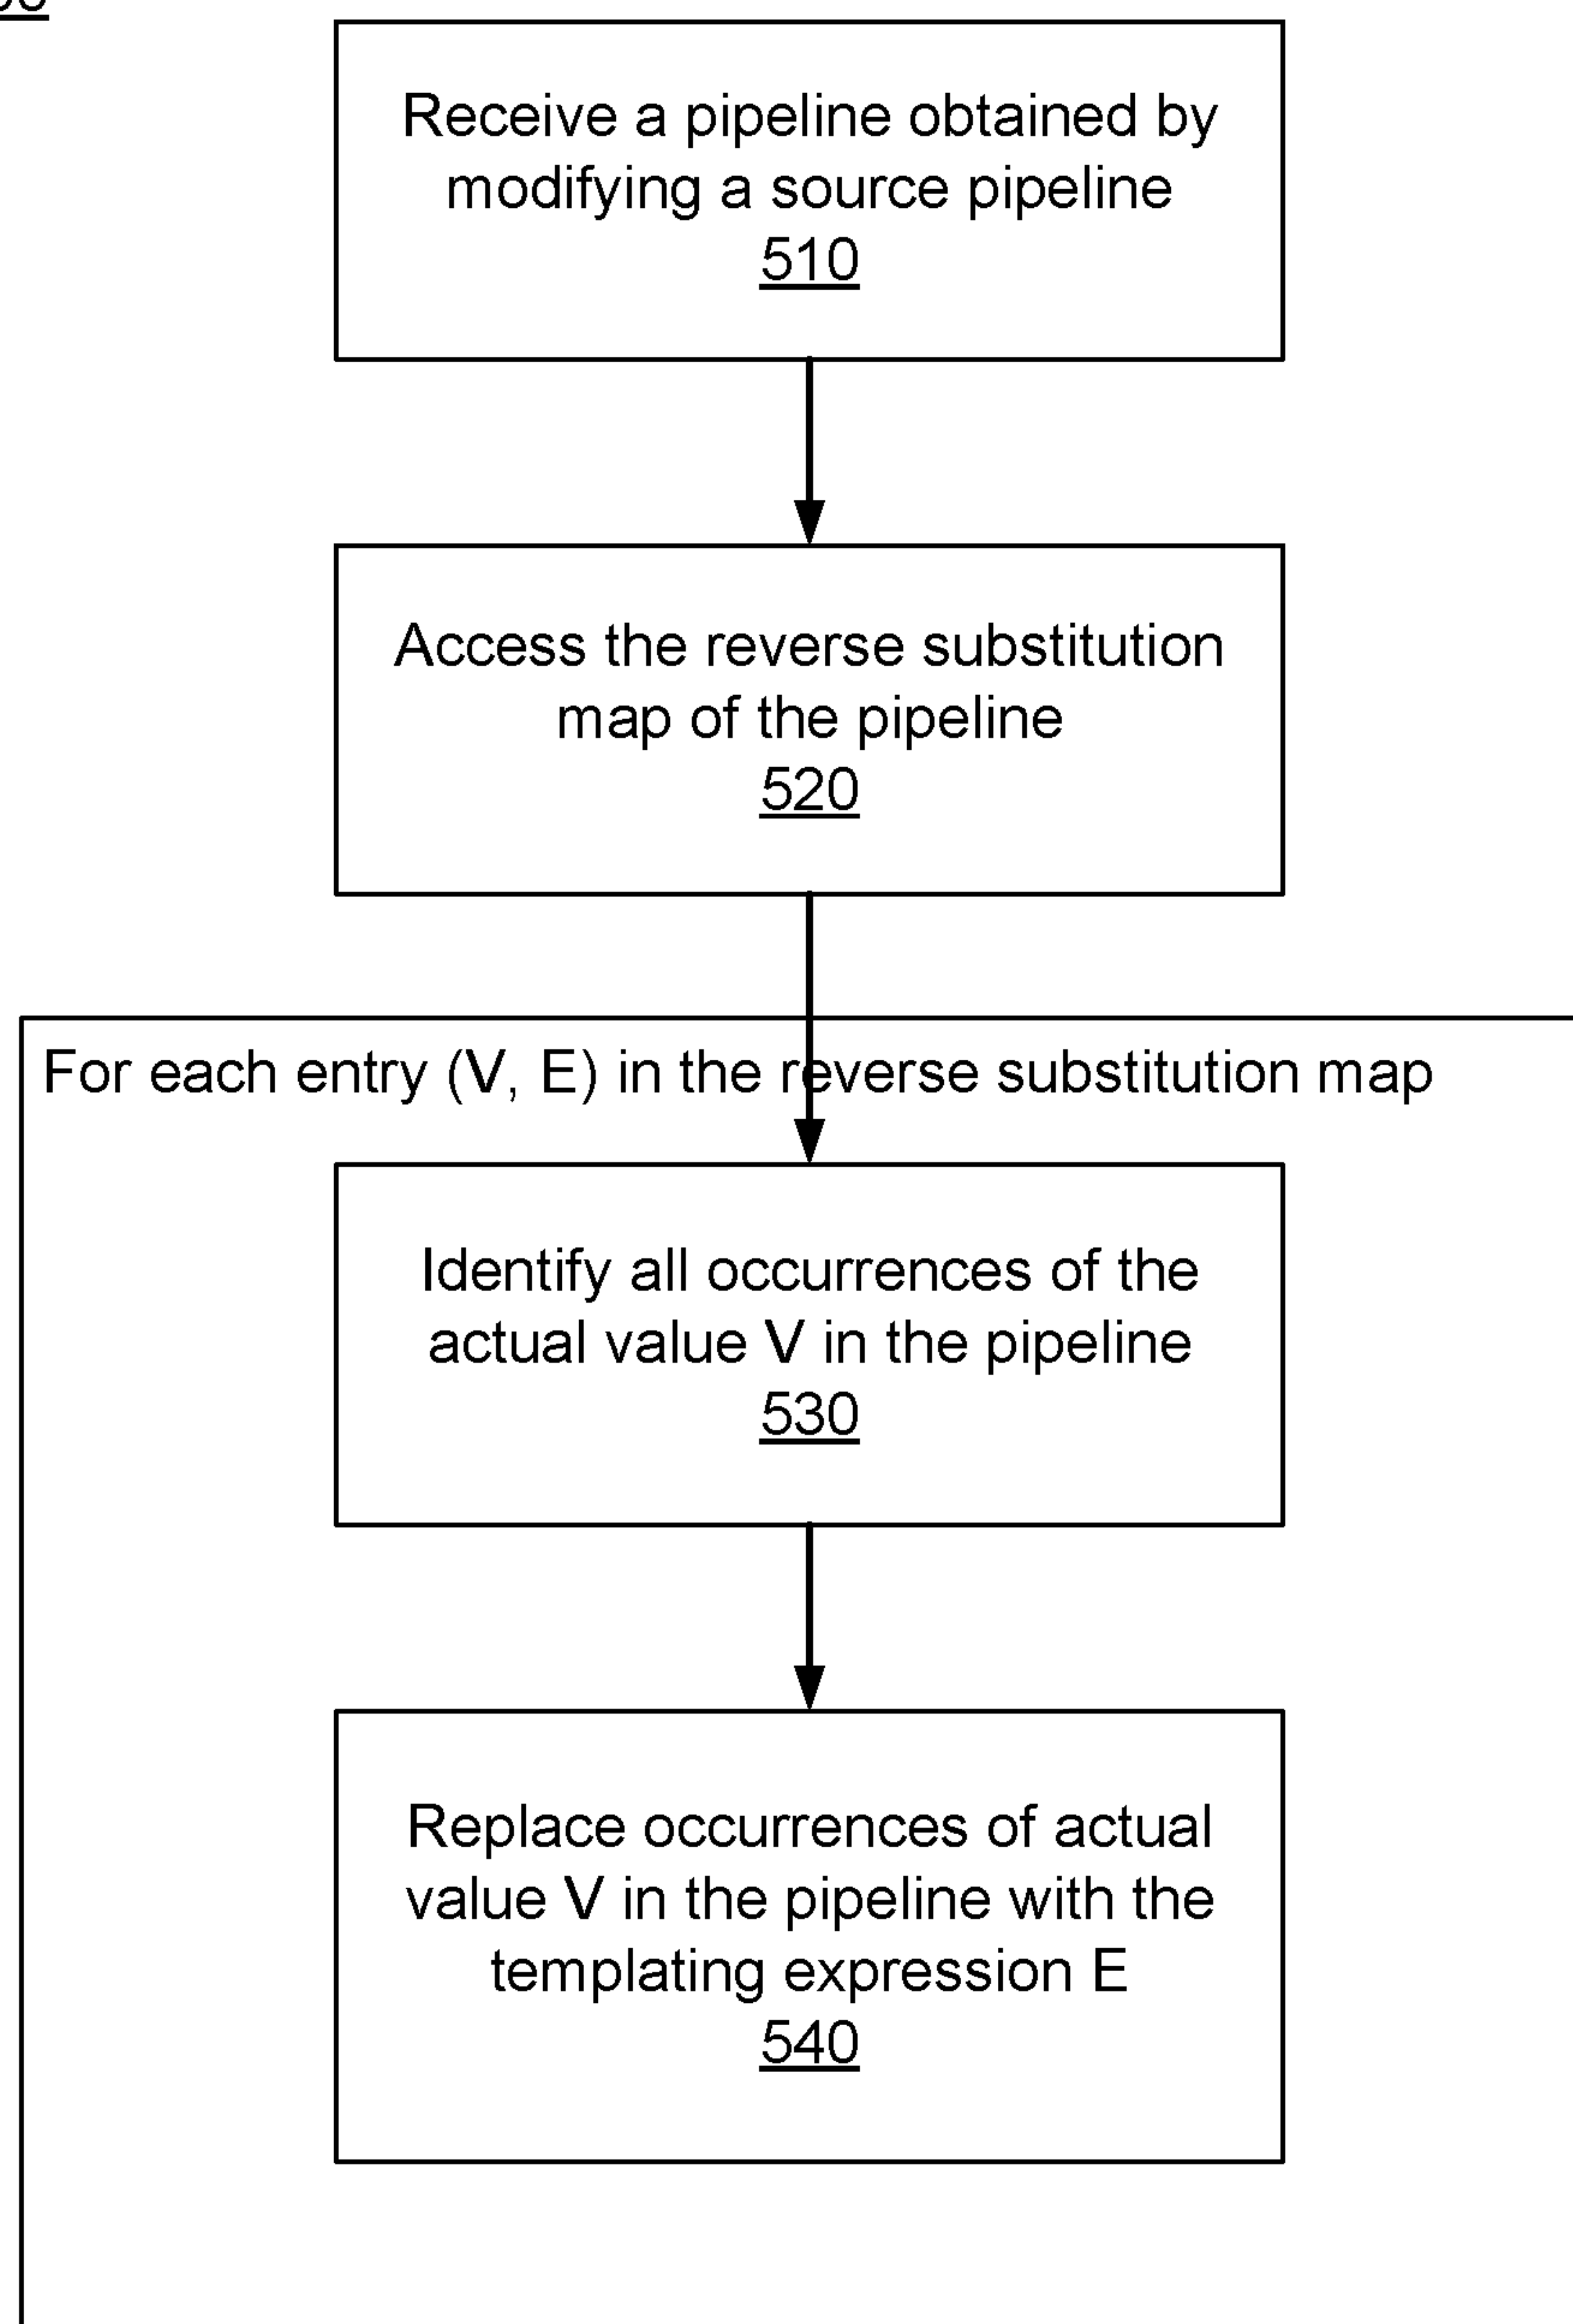 Receive a pipeline obtained by
modifying a source pipeline
510
Access the reverse substitution
map of the pipeline
520
For each entry (V, E) in the reverse substitution map
Identify all occurrences of the
actual value V in the pipeline
530
Replace occurrences of actual
value V in the pipeline with the
templating expression E
540